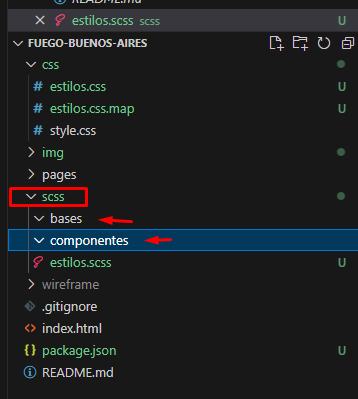 README.md
estilos.scss scss U
FUEGO-BUENOS-AIRES
css
# estilos.css U
# estilos.css.map U
# style.css
img
pages
scss
bases
componentes
estilos.scss U
wireframe
.gitignore
<> index.html
{} package.json U
README.md